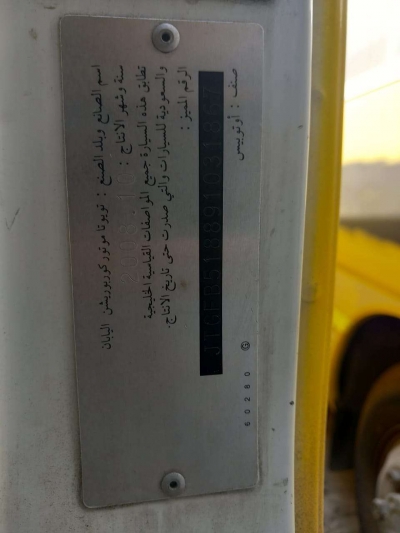 اسم الصانع وبلد الصنع : تويوتا موتور كوربوريشن اليابان
سنة وشهر الانتاج :
تطابق هذه السيارة جميع المواصفات القياسية الخليجية
والسعودية للسيارات والتي صدرت حتى تاريخ الانتاج.
الرقم المميز :
صنف : أوتوبيس
60260